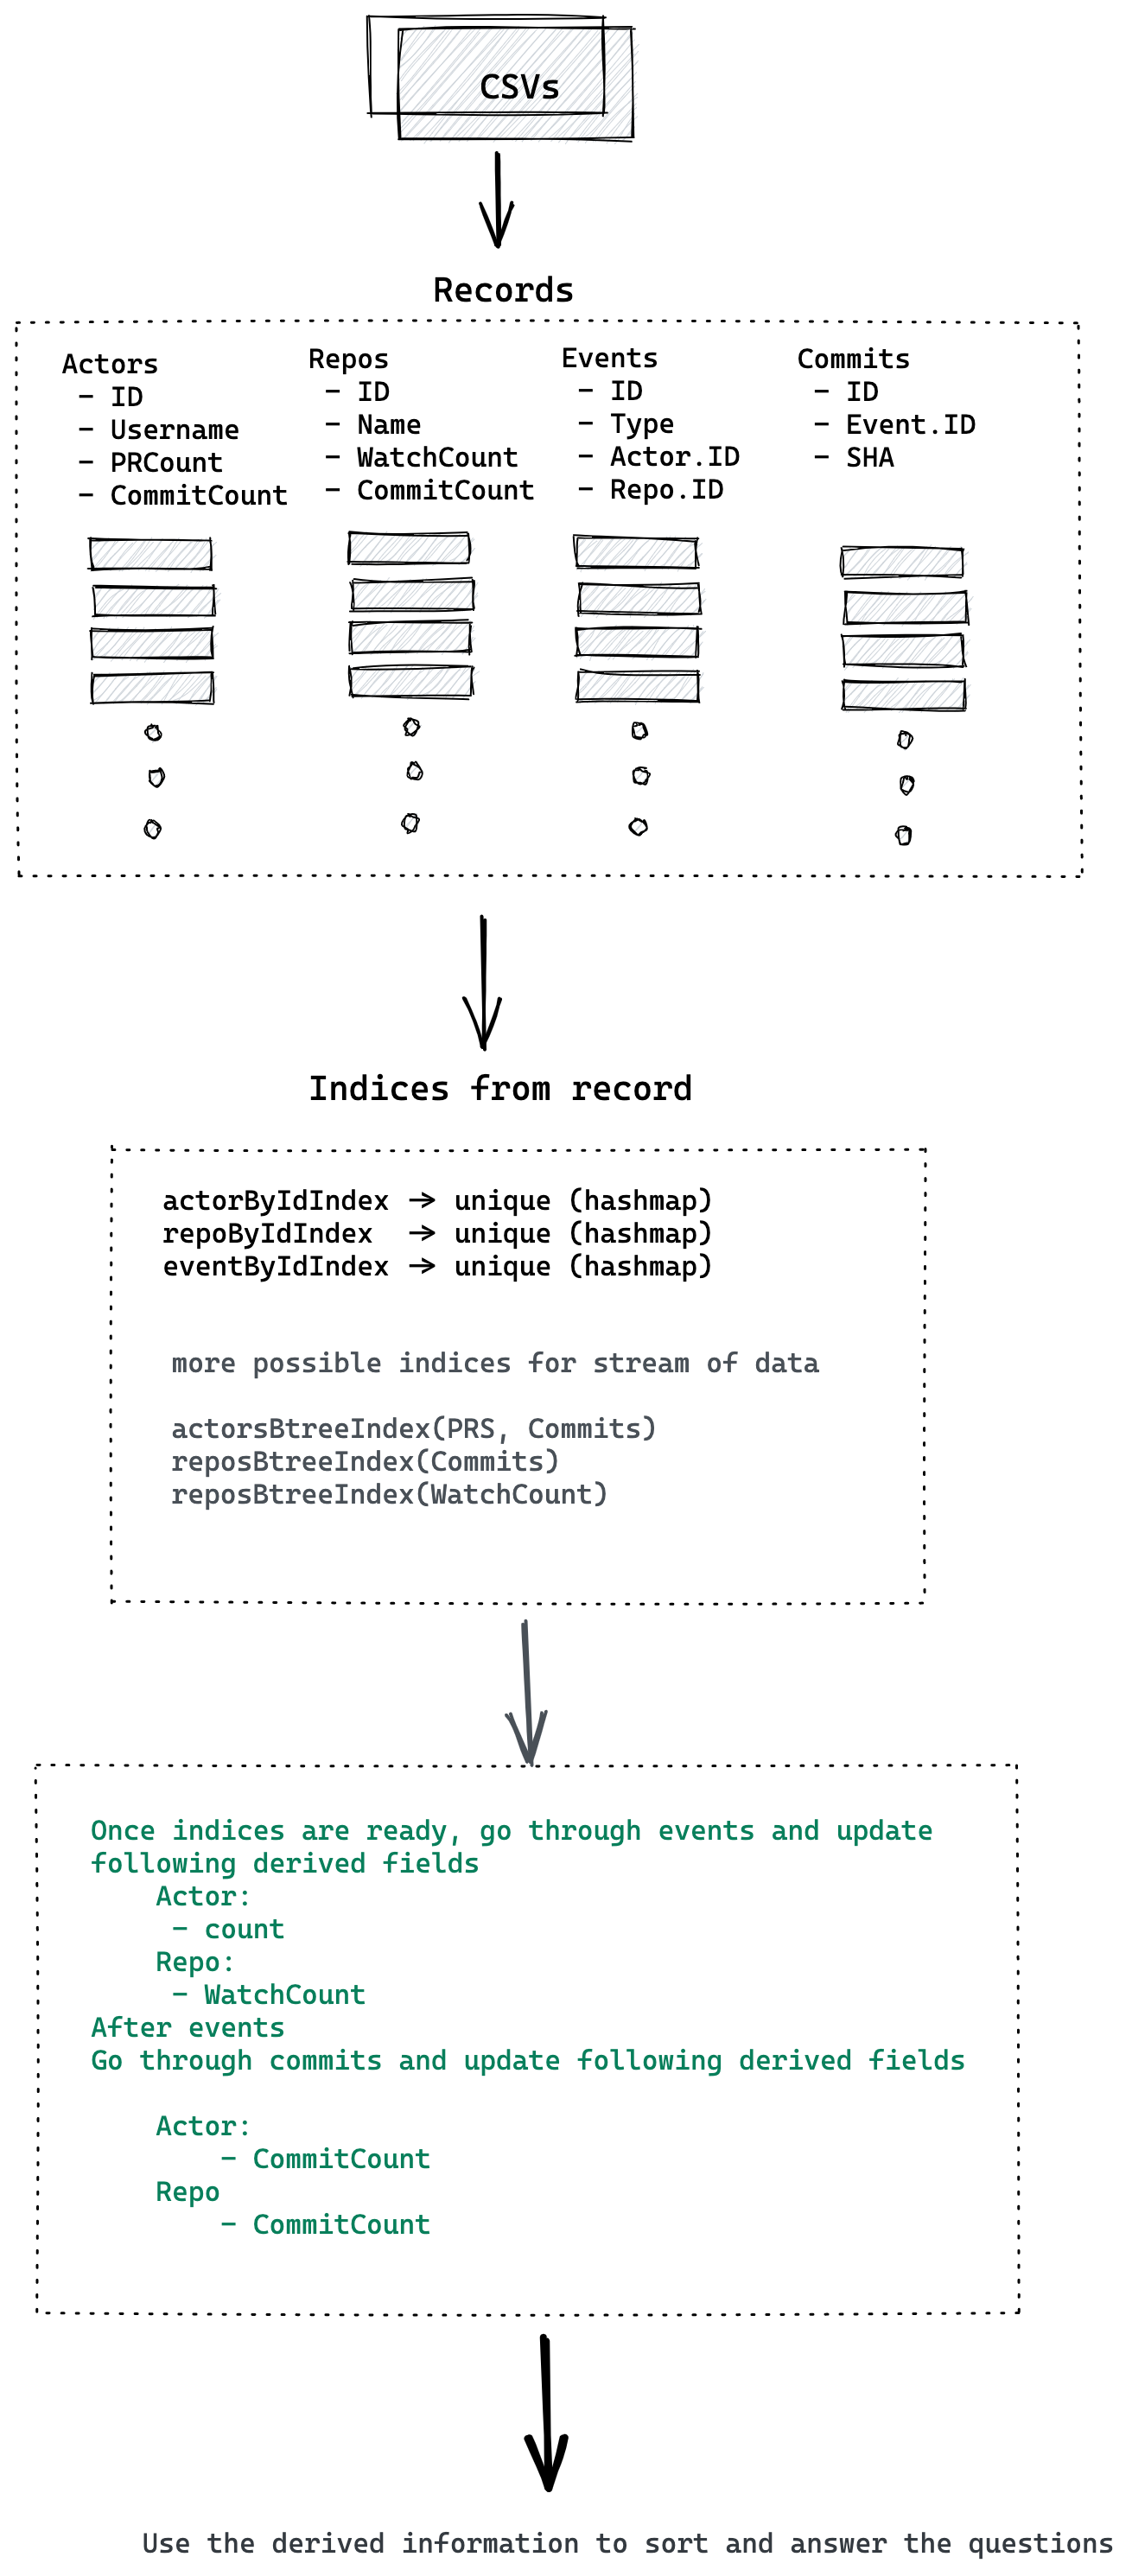 CSVs
Records
Actors
- ID
- Username
- PRCount
- CommitCount
Repos
- ID
- Name
- WatchCount
- CommitCount
Events
- ID
- Type
- Actor.ID
- Repo.ID
Commits
- ID
- Event.ID
- SHA
Indices from record
actorByIdIndex -> unique (hashmap)
repoByIdIndex -> unique (hashmap)
eventByIdIndex -> unique (hashmap)
more possible indices for stream of data
actorsBtreeIndex(PRS, Commits)
reposBtreeIndex(Commits)
reposBtreeIndex(WatchCount)
Once indices are ready, go through events and update
following derived fields
Actor:
- count
Repo:
- WatchCount
After events
Go through commits and update following derived fields
Actor:
- CommitCount
Repo
- CommitCount
Use the derived information to sort and answer the questions